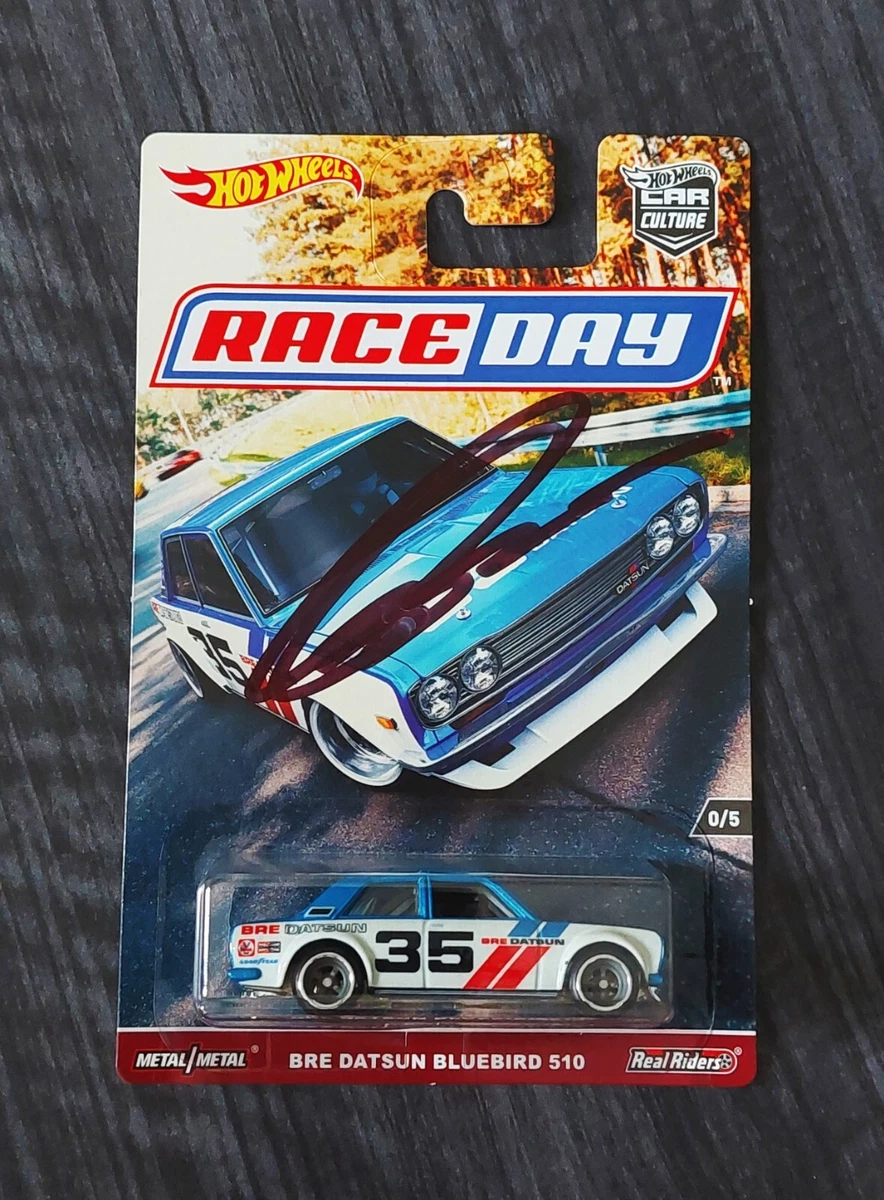 HOT WHEELS
HOT WHEELS
CAR
CULTURE
RACE DAY
™
DATSUN
35
0/5
BRE DATSUN
35
BRE DATSUN
GOODYEAR
METAL/METAL®
BRE DATSUN BLUEBIRD 510
Real Riders®